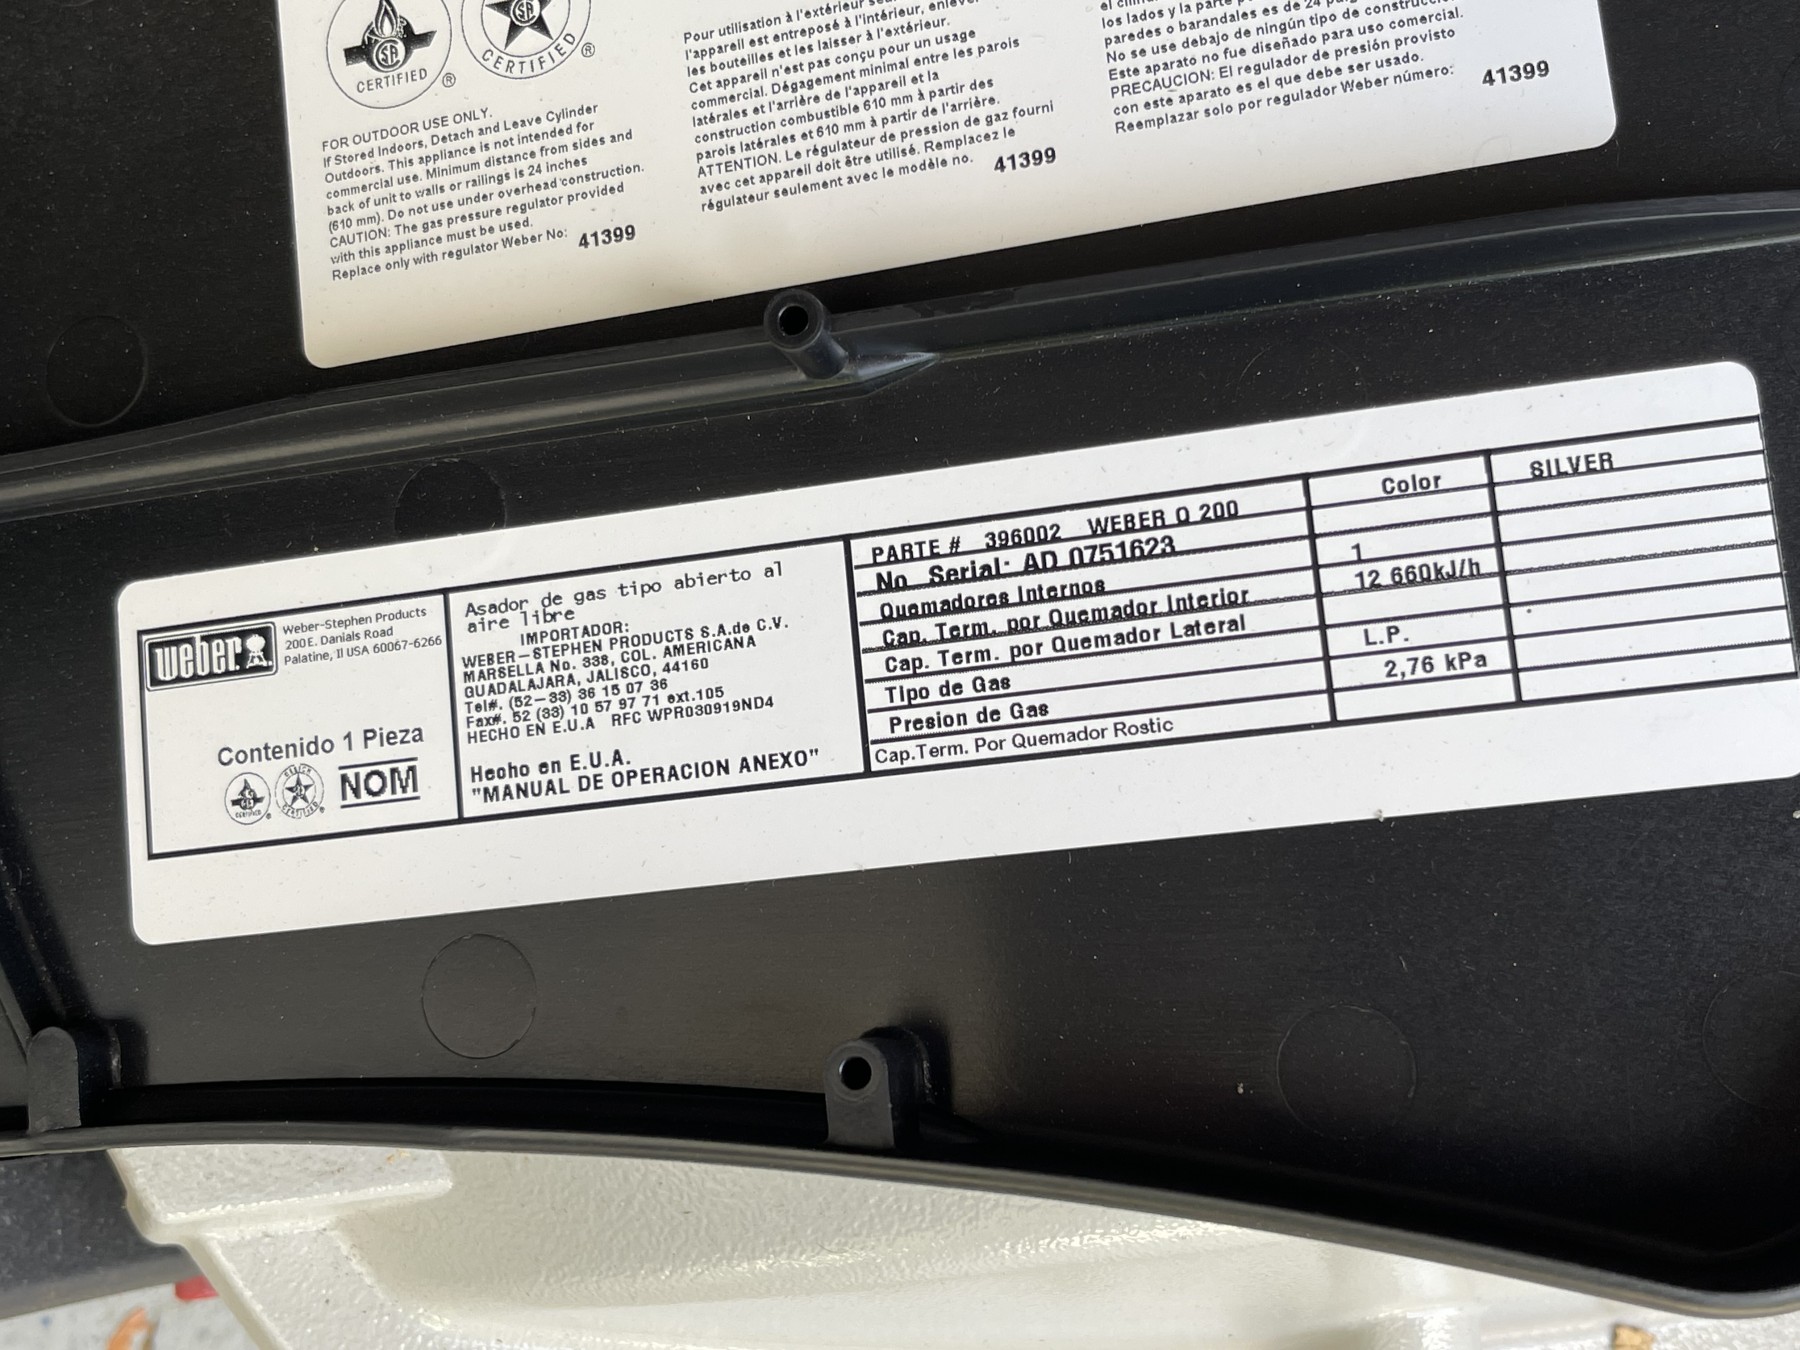 CERTIFIED ®
CERTIFIED ®
FOR OUTDOOR USE ONLY.
If Stored Indoors, Detach and Leave Cylinder
Outdoors. This appliance is not intended for
commercial use. Minimum distance from sides and
back of unit to walls or railings is 24 inches
(610 mm). Do not use under overhead construction.
CAUTION: The gas pressure regulator provided
with this appliance must be used.
Replace only with regulator Weber No: 41399
Pour utilisation à l'extérieur
l'appareil est entreposé à l'intérieur,
les bouteilles et les laisser à l'extérieur.
Cet appareil n'est pas conçu pour un usage
commercial. Dégagement minimal entre les parois
latérales et l'arrière de l'appareil et la
construction combustible 610 mm à partir des
parois latérales et 610 mm à partir de l'arrière.
ATTENTION. Le régulateur de pression de gaz fourni
avec cet appareil doit être utilisé. Remplacez le
régulateur seulement avec le modèle no. 41399
los lados y la parte
paredes o barandales es de 24
No se use debajo de ningún tipo de
Este aparato no fue diseñado para uso comercial.
PRECAUCION: El regulador de presión provisto
con este aparato es el que debe ser usado.
Reemplazar solo por regulador Weber número: 41399
weber
Weber-Stephen Products
200 E. Danials Road
Palatine, Il USA 60067-6266
Contenido 1 Pieza
NOM
Asador de gas tipo abierto al
aire libre
IMPORTADOR:
WEBER-STEPHEN PRODUCTS S.A.de C.V.
MARSELLA No. 338, COL. AMERICANA
GUADALAJARA, JALISCO, 44160
Tel#. (52-33) 36 15 07 36
Fax#. 52 (33) 10 57 97 71 ext.105
HECHO EN E.U.A RFC WPR030919ND4
Hecho en E.U.A.
"MANUAL DE OPERACION ANEXO"
PARTE # 396002 WEBER Q 200 Color SILVER
No. Serial: AD 0751623
Quemadores Internos 1
Cap. Term. por Quemador Interior 12 660kJ/h
Cap. Term. por Quemador Lateral
Tipo de Gas L.P.
Presion de Gas 2,76 kPa
Cap.Term. Por Quemador Rostic